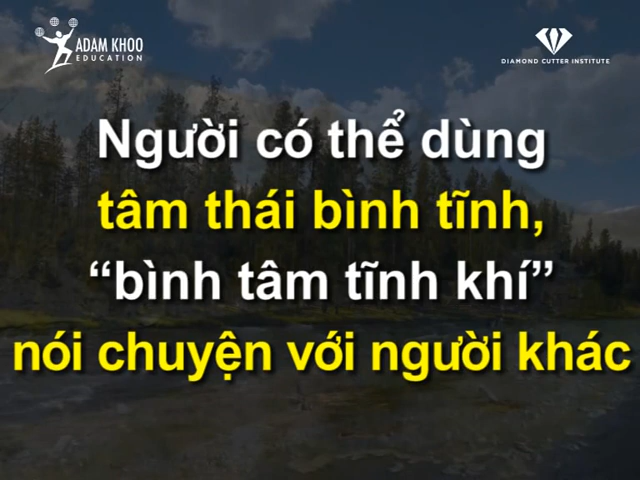 ADAM KHOO
EDUCATION
DIAMOND CUTTER INSTITUTE
Người có thể dùng
tâm thái bình tĩnh,
“bình tâm tĩnh khí”
nói chuyện với người khác